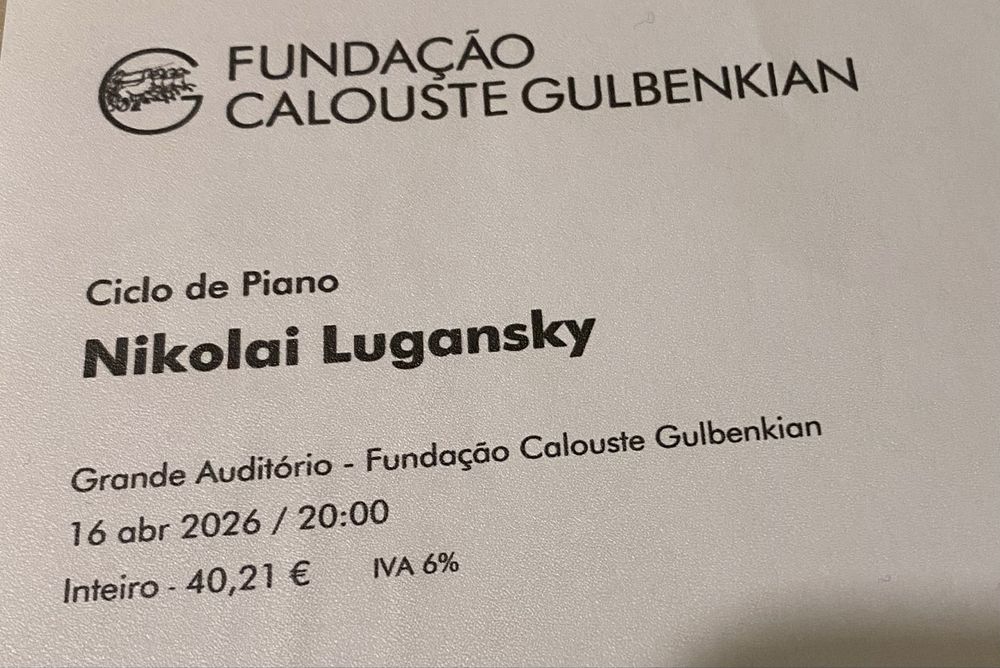 FUNDAÇÃO
CALOUSTE GULBENKIAN
Ciclo de Piano
Nikolai Lugansky
Grande Auditório - Fundação Calouste Gulbenkian
16 abr 2026 / 20:00
Inteiro - 40,21 € IVA 6%